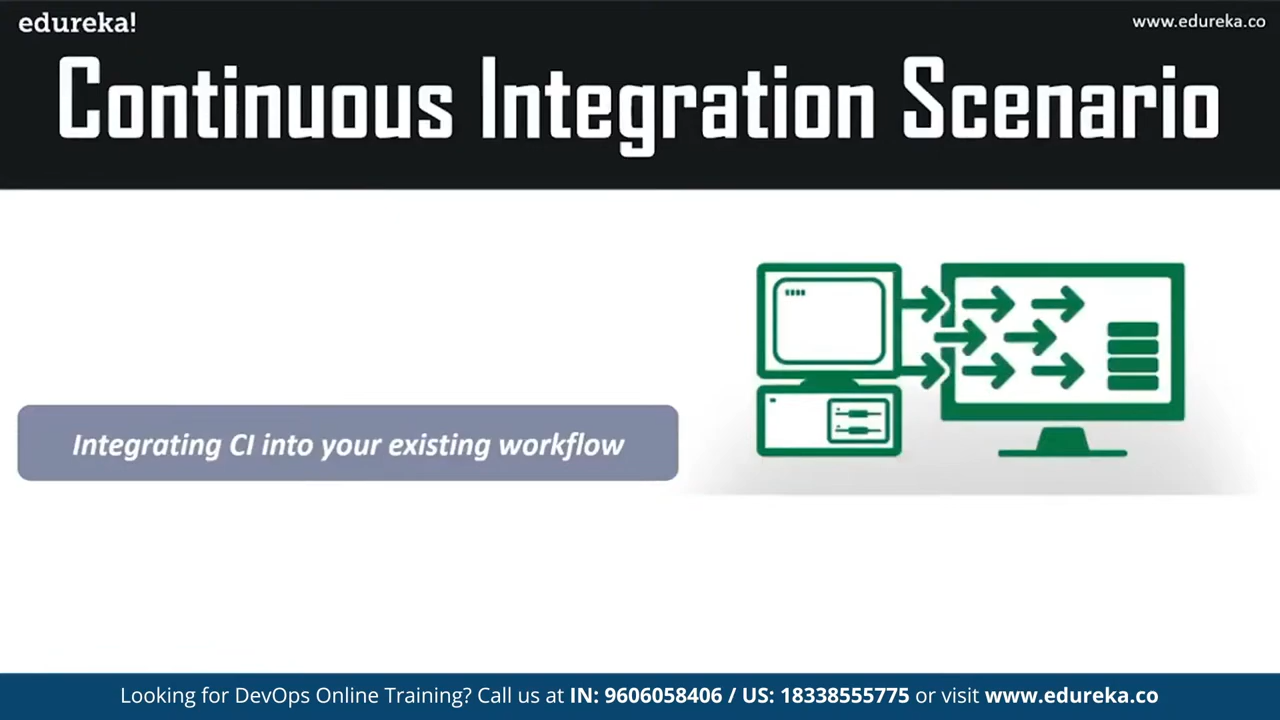 edureka!
www.edureka.co
Continuous Integration Scenario
Integrating CI into your existing workflow
Looking for DevOps Online Training? Call us at IN: 9606058406 / US: 18338555775 or visit www.edureka.co